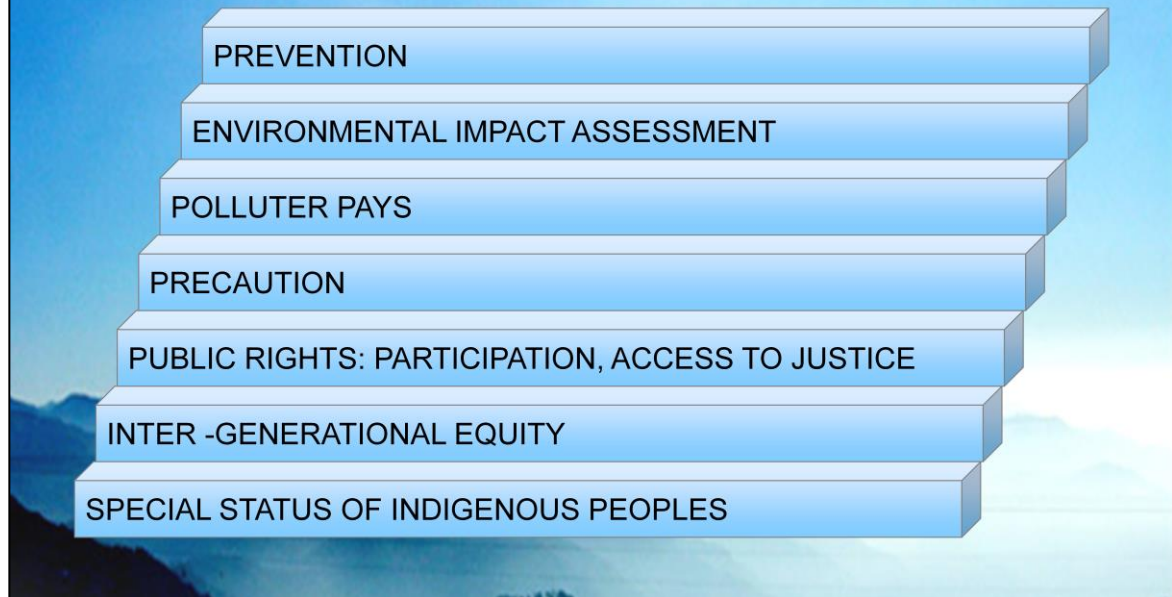 PREVENTION
ENVIRONMENTAL IMPACT ASSESSMENT
POLLUTER PAYS
PRECAUTION
PUBLIC RIGHTS: PARTICIPATION, ACCESS TO JUSTICE
INTER -GENERATIONAL EQUITY
SPECIAL STATUS OF INDIGENOUS PEOPLES